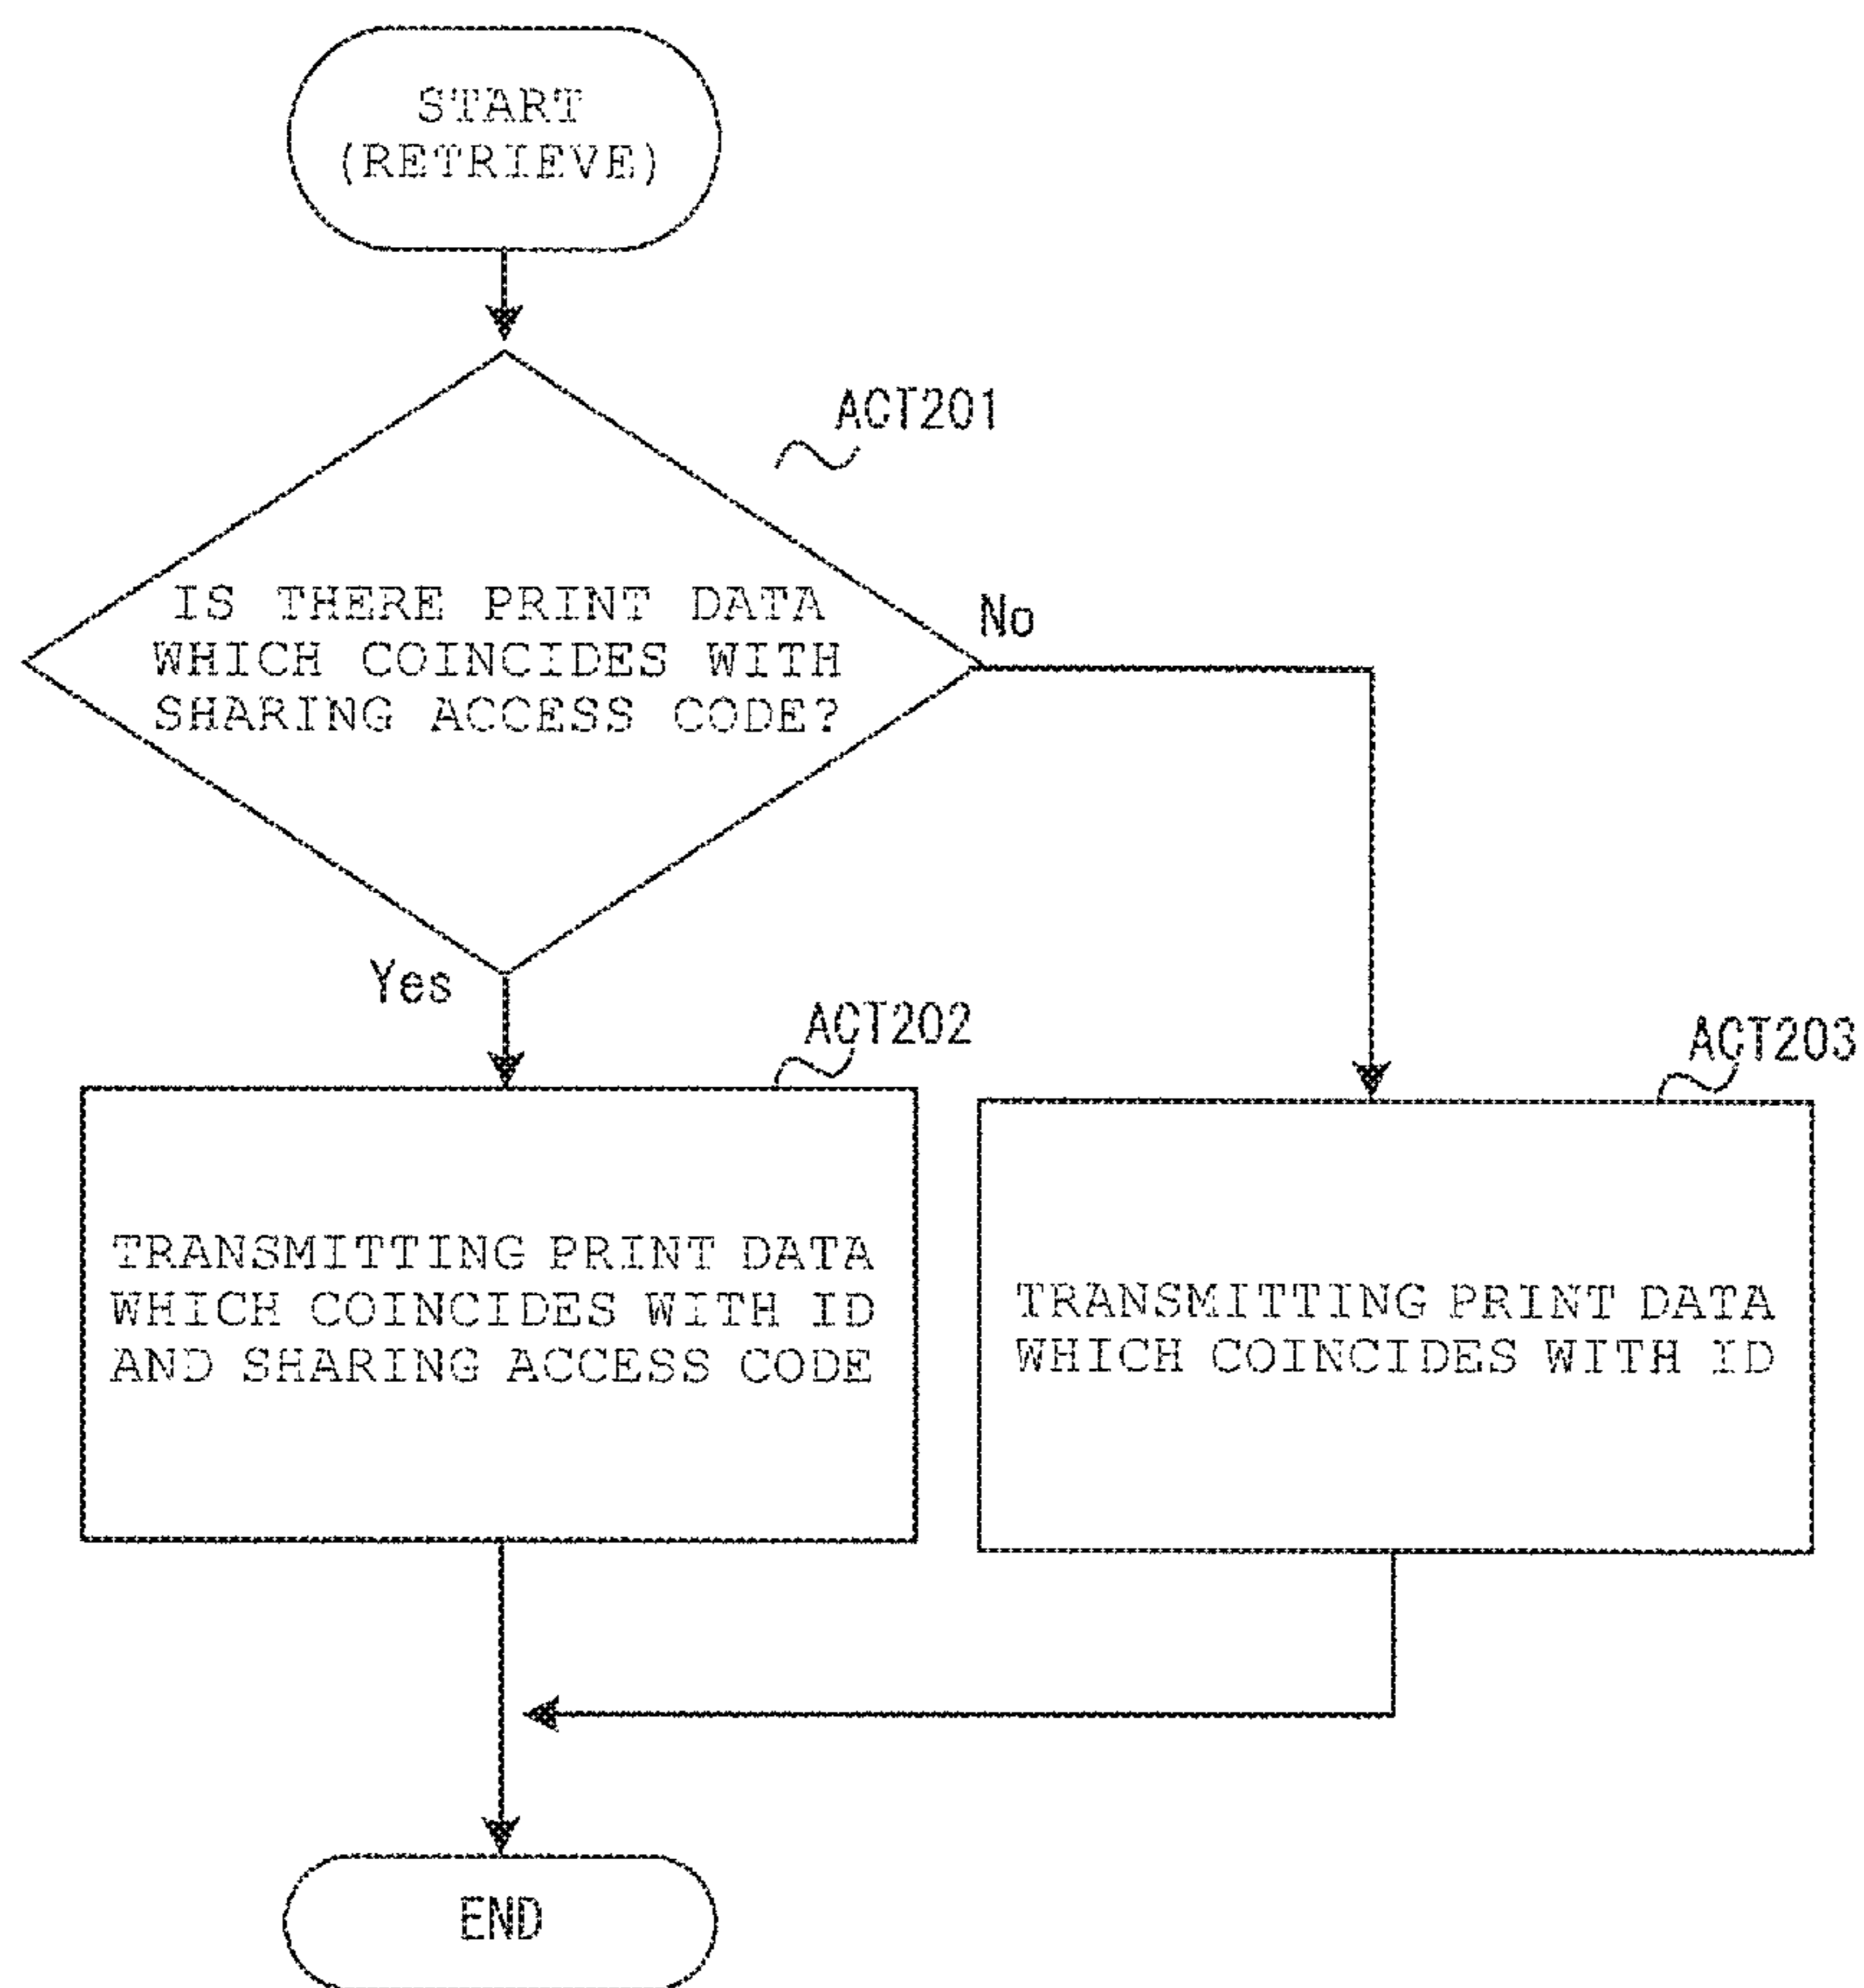 START
(RETRIEVE)
ACT201
IS THERE PRINT DATA
WHICH COINCIDES WITH
SHARING ACCESS CODE?
No
Yes
ACT202
TRANSMITTING PRINT DATA
WHICH COINCIDES WITH ID
AND SHARING ACCESS CODE
ACT203
TRANSMITTING PRINT DATA
WHICH COINCIDES WITH ID
END